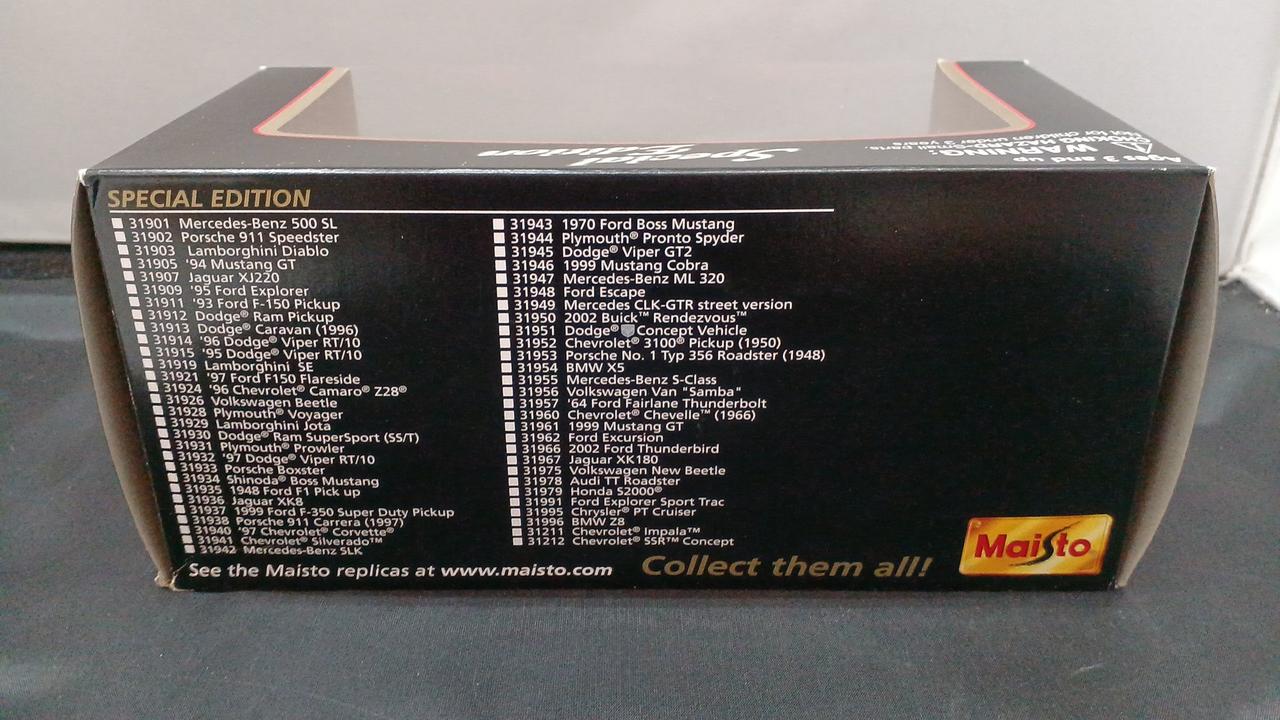 Special
Edition
Ages 3 and up
WARNING:
CHOKING HAZARD-Small parts.
Not for children under 3 years
SPECIAL EDITION
31901 Mercedes-Benz 500 SL
31902 Porsche 911 Speedster
31903 Lamborghini Diablo
31905 '94 Mustang GT
31907 Jaguar XJ220
31909 '95 Ford Explorer
31911 '93 Ford F-150 Pickup
31912 Dodge® Ram Pickup
31913 Dodge® Caravan (1996)
31914 '96 Dodge® Viper RT/10
31915 '95 Dodge® Viper RT/10
31919 Lamborghini SE
31921 '97 Ford F150 Flareside
31924 '96 Chevrolet® Camaro® Z28®
31926 Volkswagen Beetle
31928 Plymouth® Voyager
31929 Lamborghini Jota
31930 Dodge® Ram SuperSport (SS/T)
31931 Plymouth® Prowler
31932 '97 Dodge® Viper RT/10
31933 Porsche Boxster
31934 Shinoda® Boss Mustang
31935 1948 Ford F1 Pick up
31936 Jaguar XK8
31937 1999 Ford F-350 Super Duty Pickup
31938 Porsche 911 Carrera (1997)
31940 '97 Chevrolet® Corvette®
31941 Chevrolet® Silverado™
31942 Mercedes-Benz SLK
31943 1970 Ford Boss Mustang
31944 Plymouth® Pronto Spyder
31945 Dodge® Viper GT2
31946 1999 Mustang Cobra
31947 Mercedes-Benz ML 320
31948 Ford Escape
31949 Mercedes CLK-GTR street version
31950 2002 Buick™ Rendezvous™
31951 Dodge® Concept Vehicle
31952 Chevrolet® 3100® Pickup (1950)
31953 Porsche No. 1 Typ 356 Roadster (1948)
31954 BMW X5
31955 Mercedes-Benz S-Class
31956 Volkswagen Van "Samba"
31957 '64 Ford Fairlane Thunderbolt
31960 Chevrolet® Chevelle™ (1966)
31961 1999 Mustang GT
31962 Ford Excursion
31966 2002 Ford Thunderbird
31967 Jaguar XK180
31975 Volkswagen New Beetle
31978 Audi TT Roadster
31979 Honda S2000®
31991 Ford Explorer Sport Trac
31995 Chrysler® PT Cruiser
31996 BMW Z8
31211 Chevrolet® Impala™
31212 Chevrolet® SSR™ Concept
See the Maisto replicas at www.maisto.com
Collect them all!
Maisto